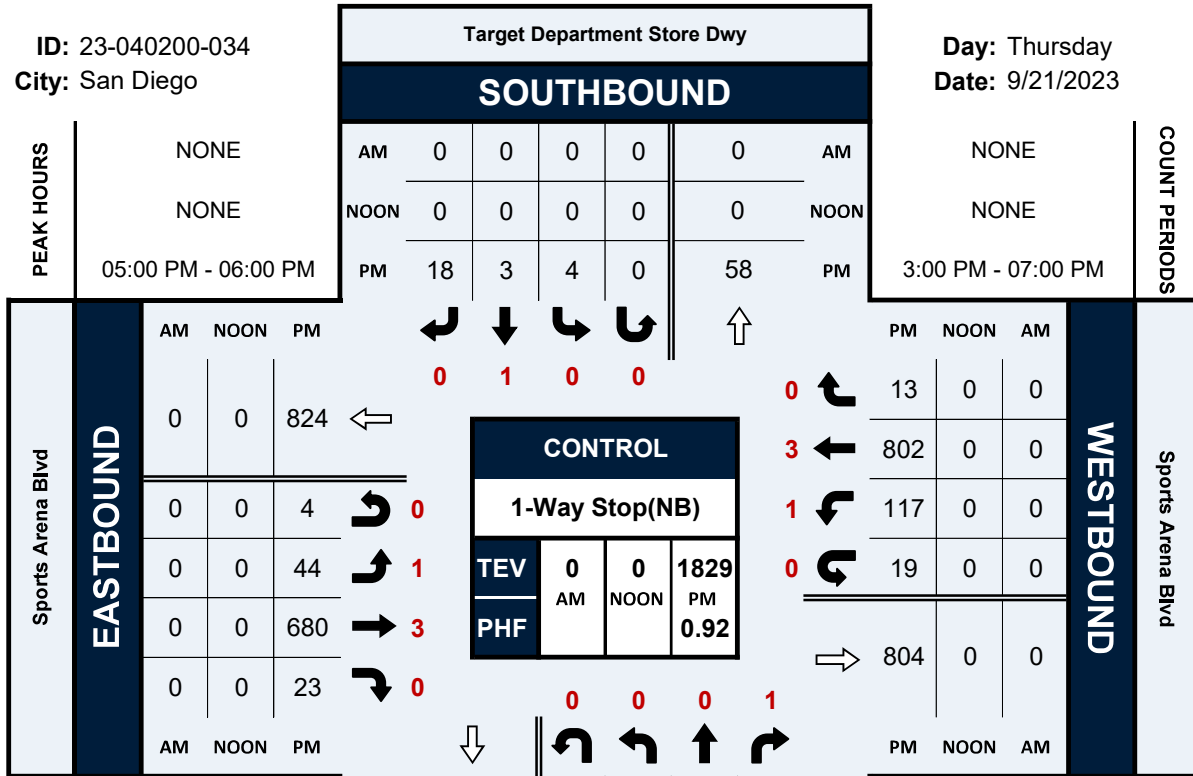 ID: 23-040200-034
City: San Diego
Target Department Store Dwy
SOUTHBOUND
Day: Thursday
Date: 9/21/2023
PEAK HOURS
NONE
NONE
05:00 PM - 06:00 PM
AM 0 0 0 0 0 AM
NOON 0 0 0 0 0 NOON
PM 18 3 4 0 58 PM
NONE
NONE
3:00 PM - 07:00 PM
COUNT PERIODS
0 1 0 0
Sports Arena Blvd
EASTBOUND
AM NOON PM
0 0 824
0 0 4 0
0 0 44 1
0 0 680 3
0 0 23 0
AM NOON PM
CONTROL
1-Way Stop(NB)
TEV 0 0 1829
AM NOON PM
PHF 0.92
PM NOON AM
0 13 0 0
3 802 0 0
1 117 0 0
0 19 0 0
804 0 0
PM NOON AM
WESTBOUND
Sports Arena Blvd
0 0 0 1